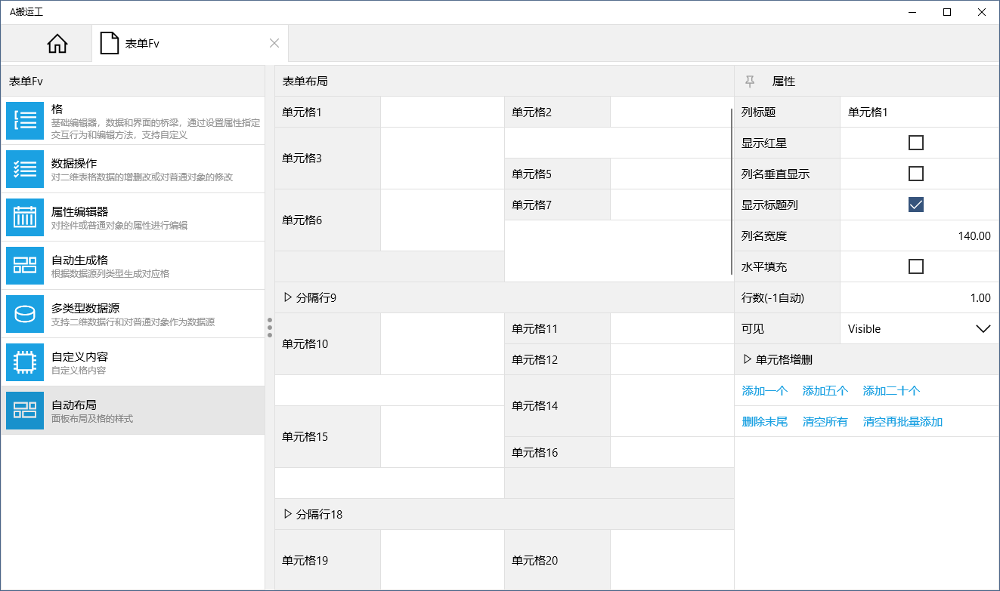 A搬运工
表单Fv
表单Fv
格
基础编辑器，数据和界面的桥梁，通过设置属性指定
交互行为和编辑方法，支持自定义
数据操作
对二维表格数据的增删改或对普通对象的修改
属性编辑器
对控件或普通对象的属性进行编辑
自动生成格
根据数据源列类型生成对应格
多类型数据源
支持二维数据行和对普通对象作为数据源
自定义内容
自定义格内容
自动布局
面板布局及格的样式
表单布局
单元格1
单元格2
单元格3
单元格5
单元格6
单元格7
分隔行9
单元格10
单元格11
单元格12
单元格14
单元格15
单元格16
分隔行18
单元格19
单元格20
属性
列标题 单元格1
显示红星
列名垂直显示
显示标题列
列名宽度 140.00
水平填充
行数(-1自动) 1.00
可见 Visible
单元格增删
添加一个 添加五个 添加二十个
删除末尾 清空所有 清空再批量添加